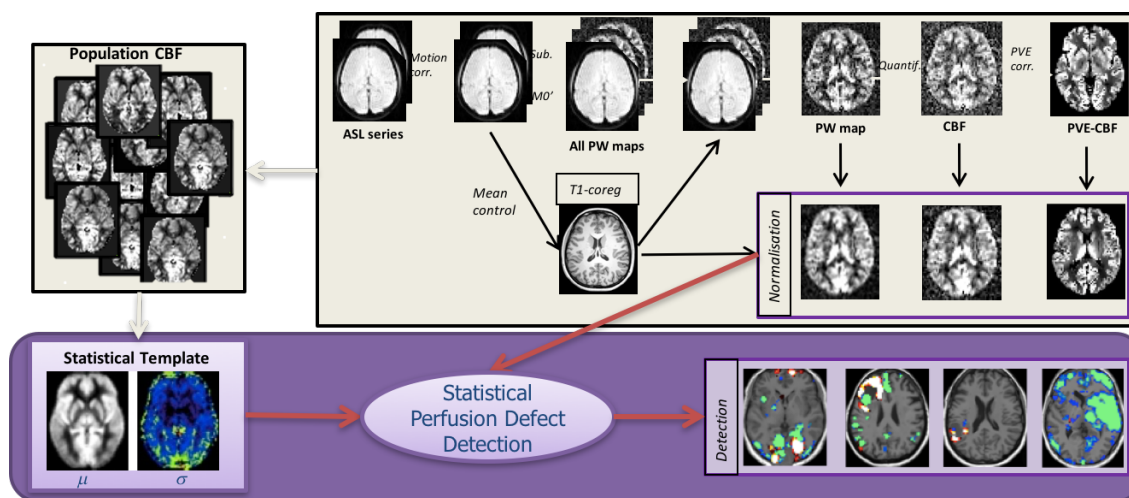 Population CBF
Motion
corr.
Sub.
M0'
Quantif.
PVE
corr.
ASL series
All PW maps
PW map
CBF
PVE-CBF
Mean
control
T1-coreg
Normalisation
Statistical Template
μ
σ
Statistical
Perfusion Defect
Detection
Detection